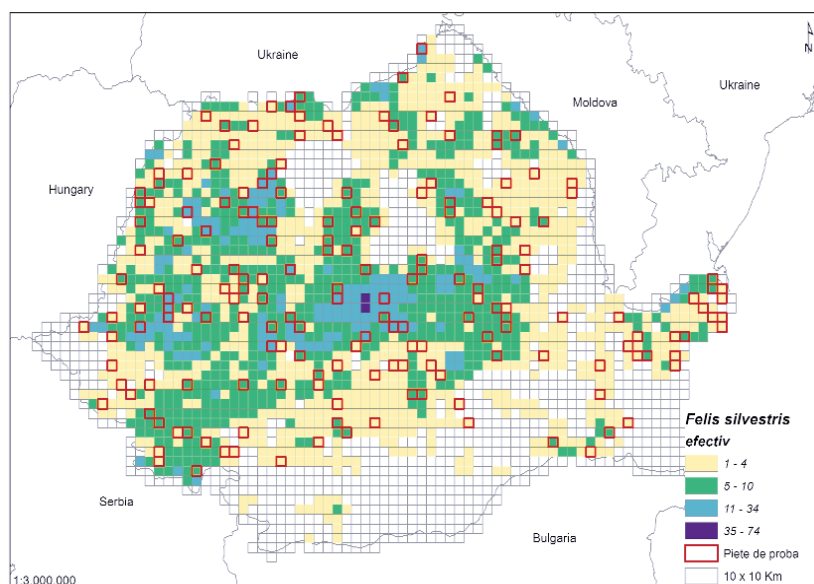 Ukraine
N
Moldova
Ukraine
Hungary
Felis silvestris
efectiv
1 - 4
5 - 10
11 - 34
35 - 74
Piete de proba
10 x 10 Km
Serbia
Bulgaria
1:3.000.000